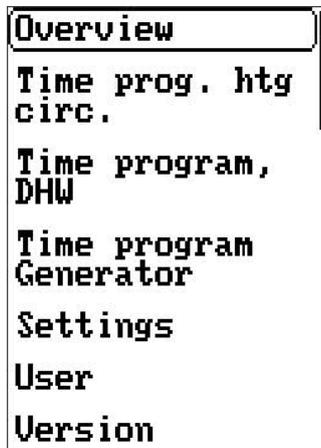 Overview
Time prog. htg
circ.
Time program,
DHW
Time program
Generator
Settings
User
Version